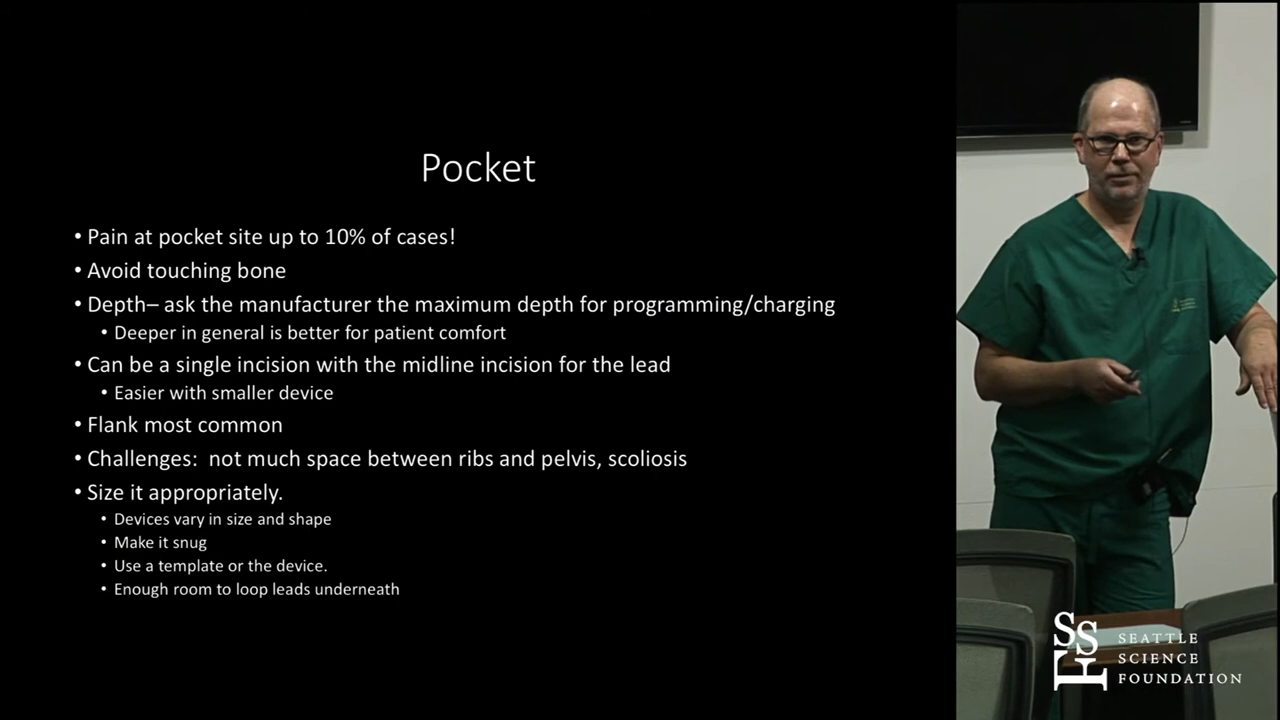 Pocket
• Pain at pocket site up to 10% of cases!
• Avoid touching bone
• Depth– ask the manufacturer the maximum depth for programming/charging
• Deeper in general is better for patient comfort
• Can be a single incision with the midline incision for the lead
• Easier with smaller device
• Flank most common
• Challenges:  not much space between ribs and pelvis, scoliosis
• Size it appropriately.
• Devices vary in size and shape
• Make it snug
• Use a template or the device.
• Enough room to loop leads underneath
SSF
SEATTLE
SCIENCE
FOUNDATION